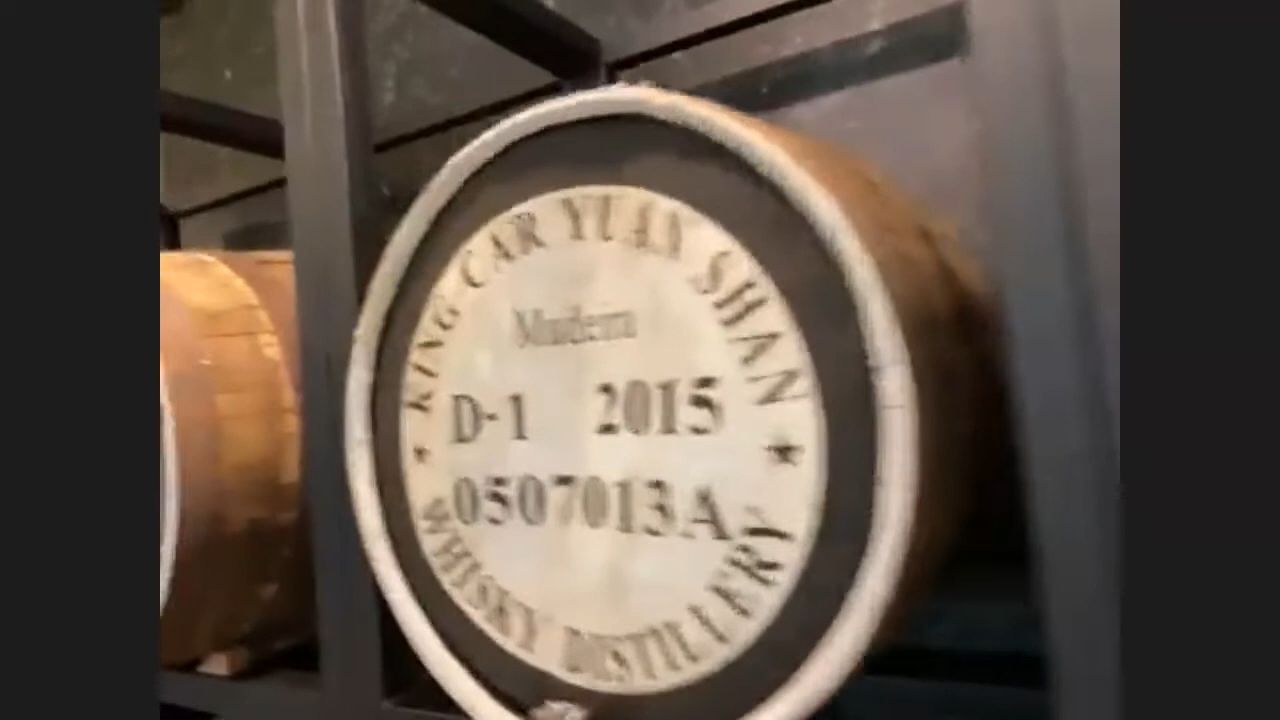 KING CAR YUAN SHAN
Madeira
D-1 2015
0507013A
WHISKY DISTILLERY